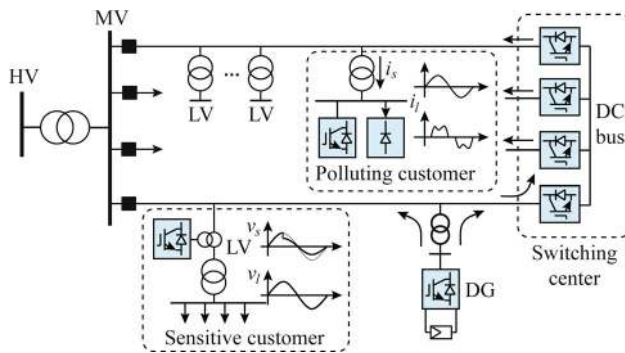 MV
HV
LV
LV
i_s
i_l
DC
bus
Polluting customer
v_s
LV
v_l
Sensitive customer
DG
Switching
center